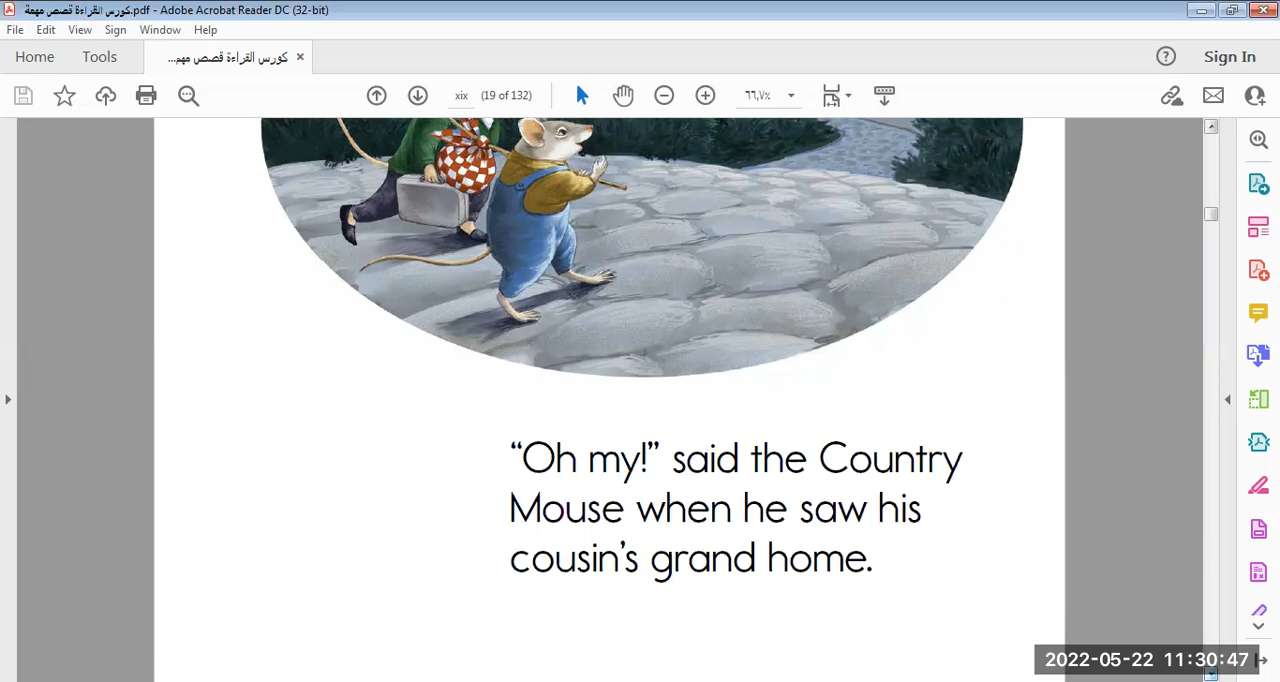 كورس القراءة قصص مهمة.pdf - Adobe Acrobat Reader DC (32-bit)
File Edit View Sign Window Help
Home Tools كورس القراءة قصص مهم... × Sign In
xix (19 of 132) ٦٦,٧٪
“Oh my!” said the Country
Mouse when he saw his
cousin’s grand home.
2022-05-22 11:30:47